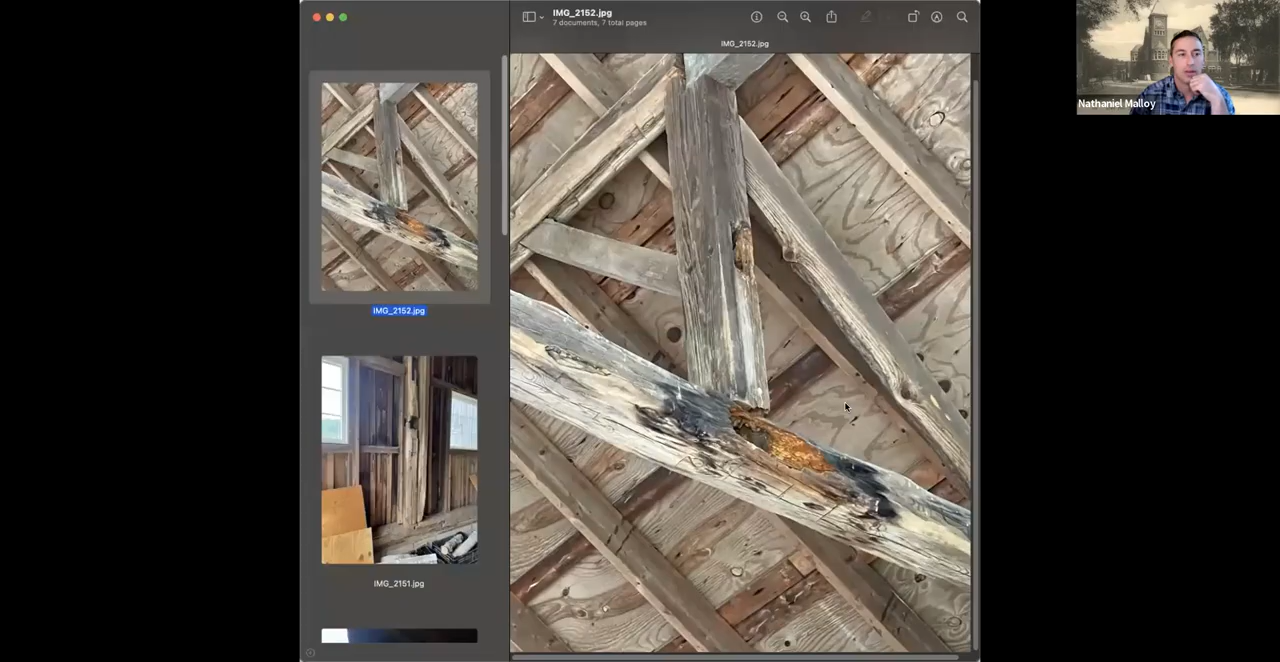 IMG_2152.jpg
7 documents, 7 total pages
IMG_2152.jpg
Nathaniel Malloy
IMG_2152.jpg
IMG_2151.jpg